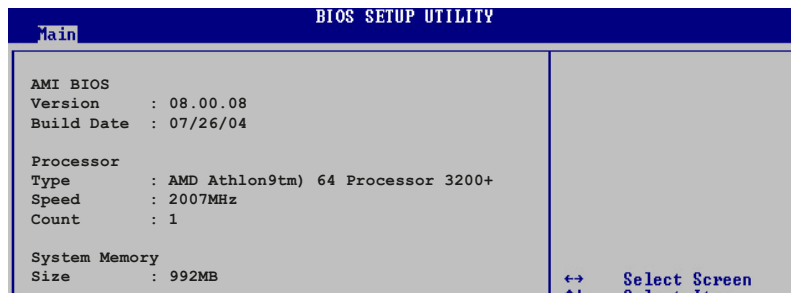 BIOS SETUP UTILITY
Main
AMI BIOS
Version : 08.00.08
Build Date : 07/26/04
Processor
Type : AMD Athlon9tm) 64 Processor 3200+
Speed : 2007MHz
Count : 1
System Memory
Size : 992MB
↔ Select Screen